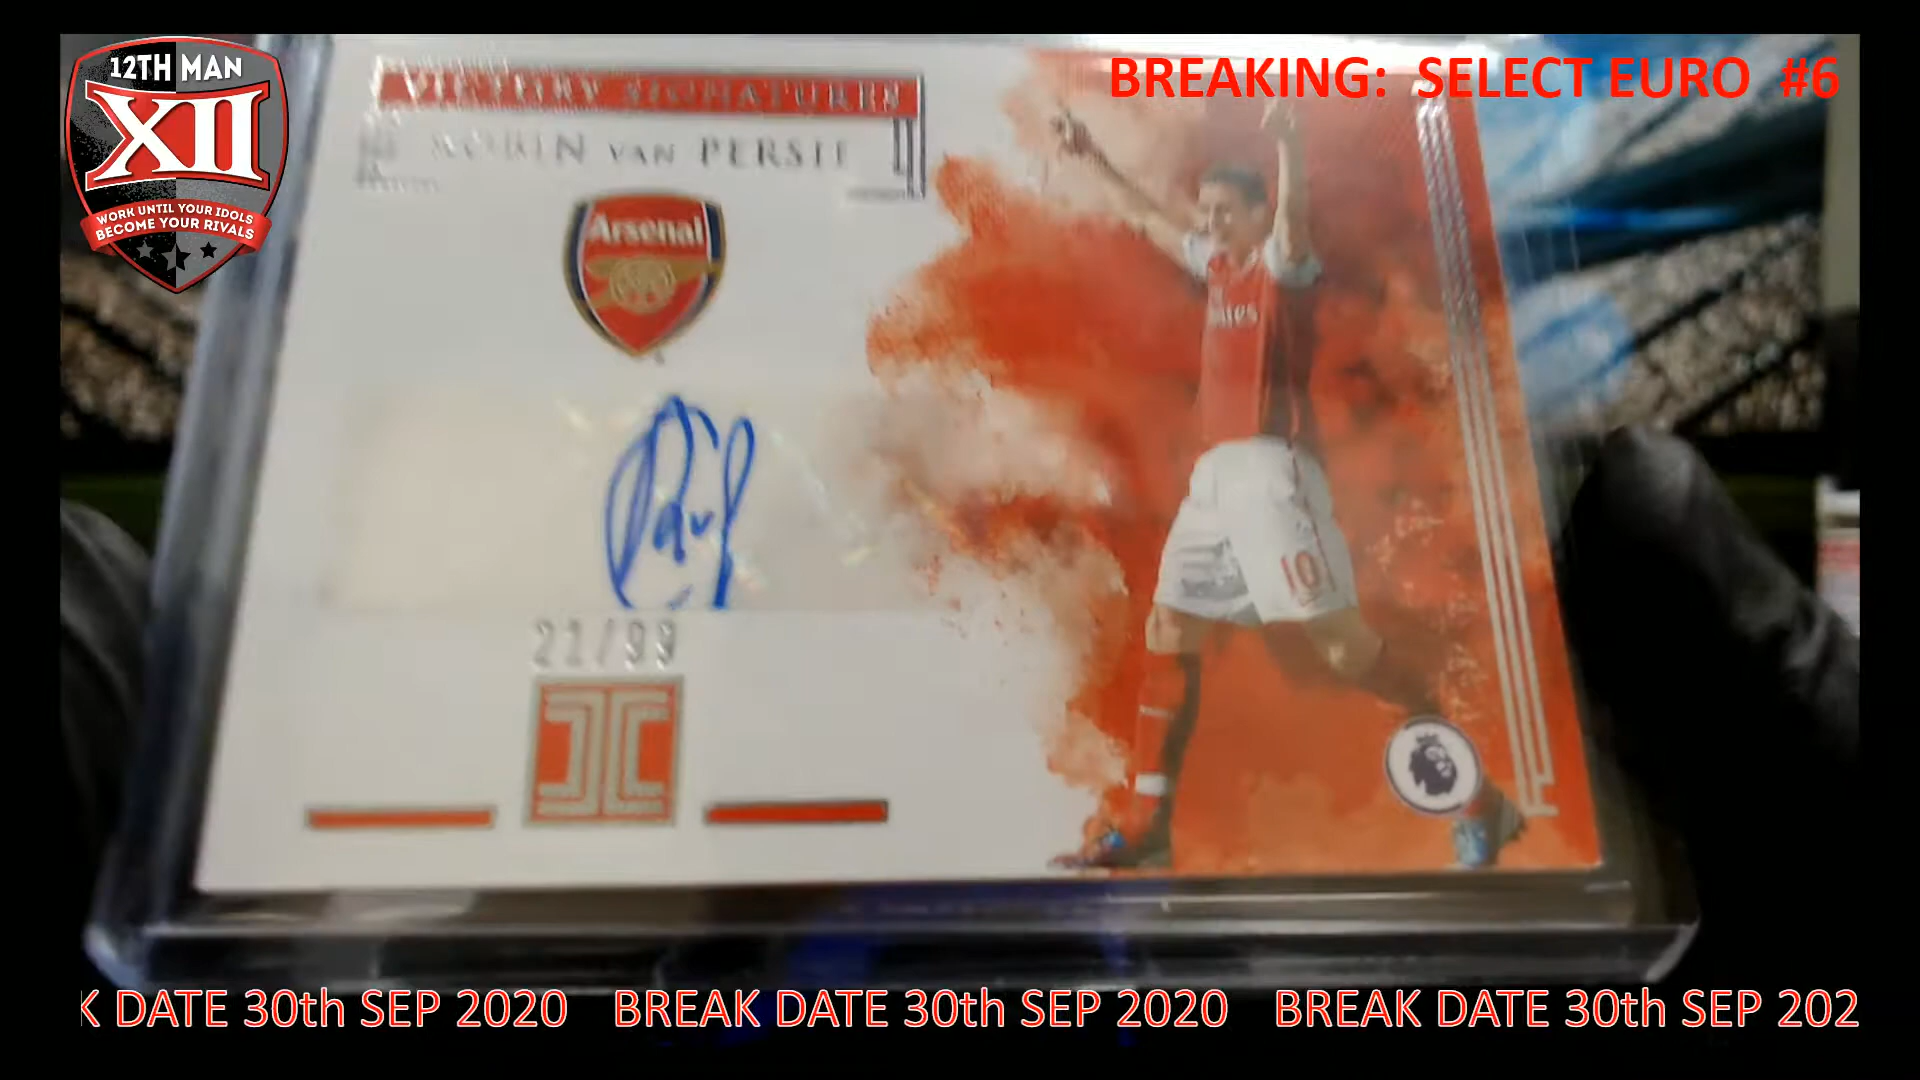 12TH MAN
XII
WORK UNTIL YOUR IDOLS
BECOME YOUR RIVALS
BREAKING: SELECT EURO #6
VICTORY SIGNATURES
ROBIN VAN PERSIE
Arsenal
21/99
10
K DATE 30th SEP 2020 BREAK DATE 30th SEP 2020 BREAK DATE 30th SEP 202